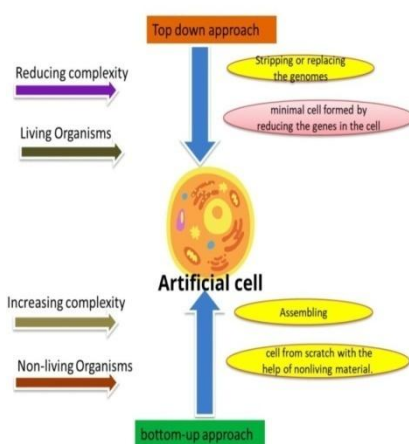 Top down approach
Reducing complexity
Stripping or replacing
the genomes
minimal cell formed by
reducing the genes in the cell
Living Organisms
Artificial cell
Increasing complexity
Assembling
Non-living Organisms
cell from scratch with the
help of nonliving material.
bottom-up approach